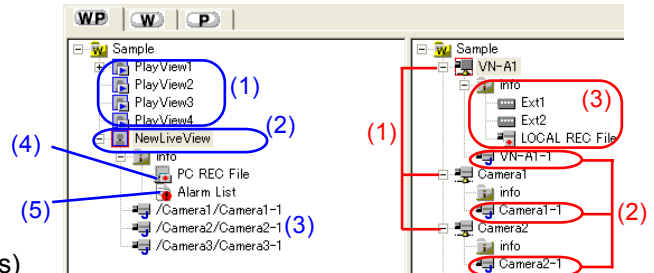 W.P W P
Sample
PlayView1
PlayView2
PlayView3
PlayView4
(1)
NewLiveView
(2)
info
(4)
PC REC File
(5)
Alarm List
/Camera1/Camera1-1
/Camera2/Camera2-1
(3)
/Camera3/Camera3-1
s)
Sample
VN-A1
info
Ext1
(3)
Ext2
(1)
LOCAL REC File
VN-A1-1
Camera1
info
Camera1-1
(2)
Camera2
info
Camera2-1